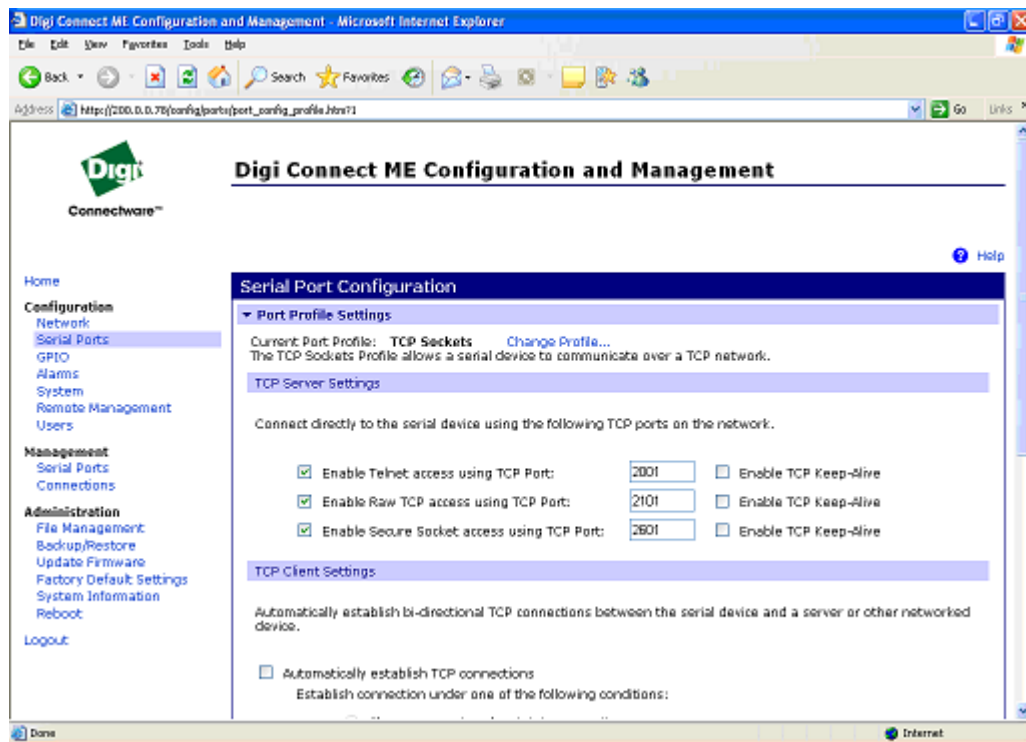 Digi Connect ME Configuration and Management - Microsoft Internet Explorer
File Edit View Favorites Tools Help
Back Search Favorites
Address http://200.0.0.78/config/ports/port_config_profile.htm?1 Go Links
Digi
Connectware™
Digi Connect ME Configuration and Management
Help
Home
Configuration
Network
Serial Ports
GPIO
Alarms
System
Remote Management
Users
Management
Serial Ports
Connections
Administration
File Management
Backup/Restore
Update Firmware
Factory Default Settings
System Information
Reboot
Logout
Serial Port Configuration
Port Profile Settings
Current Port Profile: TCP Sockets Change Profile...
The TCP Sockets Profile allows a serial device to communicate over a TCP network.
TCP Server Settings
Connect directly to the serial device using the following TCP ports on the network.
Enable Telnet access using TCP Port: 2001 Enable TCP Keep-Alive
Enable Raw TCP access using TCP Port: 2101 Enable TCP Keep-Alive
Enable Secure Socket access using TCP Port: 2601 Enable TCP Keep-Alive
TCP Client Settings
Automatically establish bi-directional TCP connections between the serial device and a server or other networked
device.
Automatically establish TCP connections
Establish connection under one of the following conditions:
Done Internet